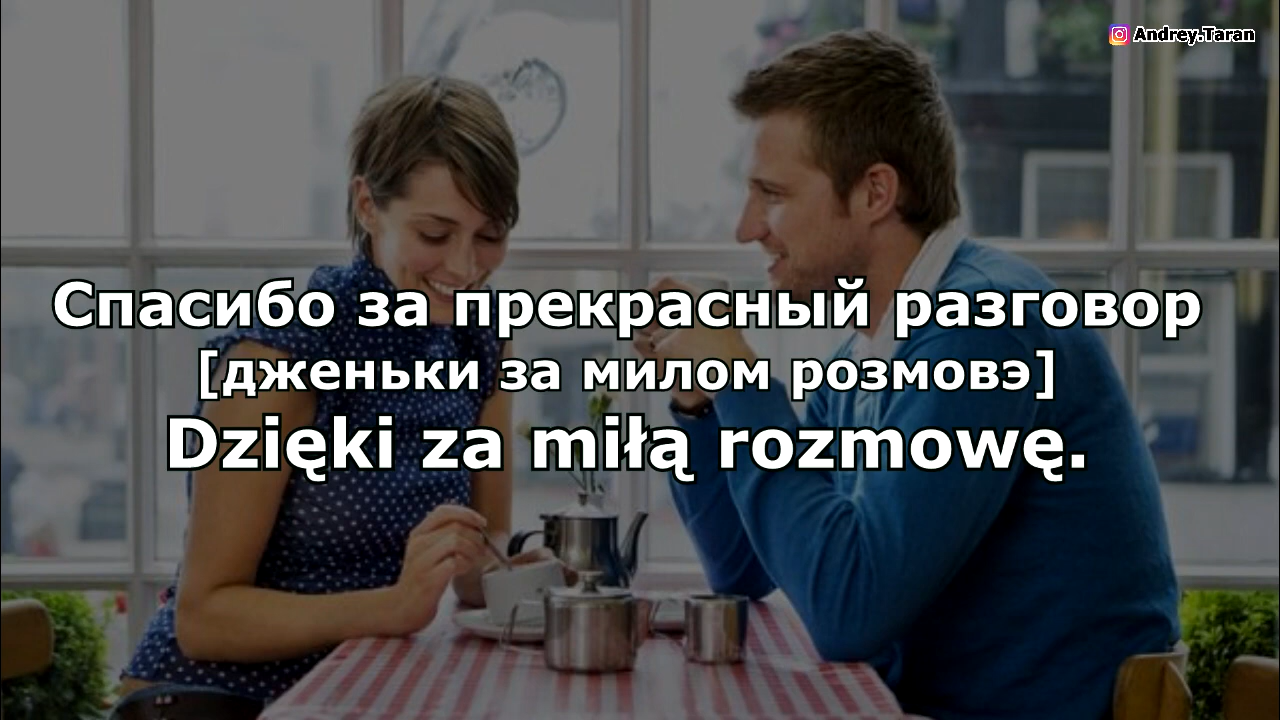 Andrey.Taran
Спасибо за прекрасный разговор
[дженьки за милом розмовэ]
Dzięki za miłą rozmowę.